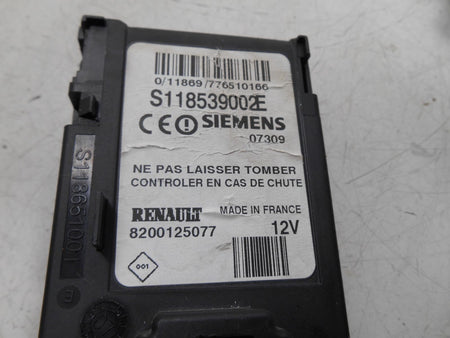 0/11869/776510166
S118539002E
CE SIEMENS
07309
NE PAS LAISSER TOMBER
CONTROLER EN CAS DE CHUTE
RENAULT MADE IN FRANCE
8200125077 12V
001